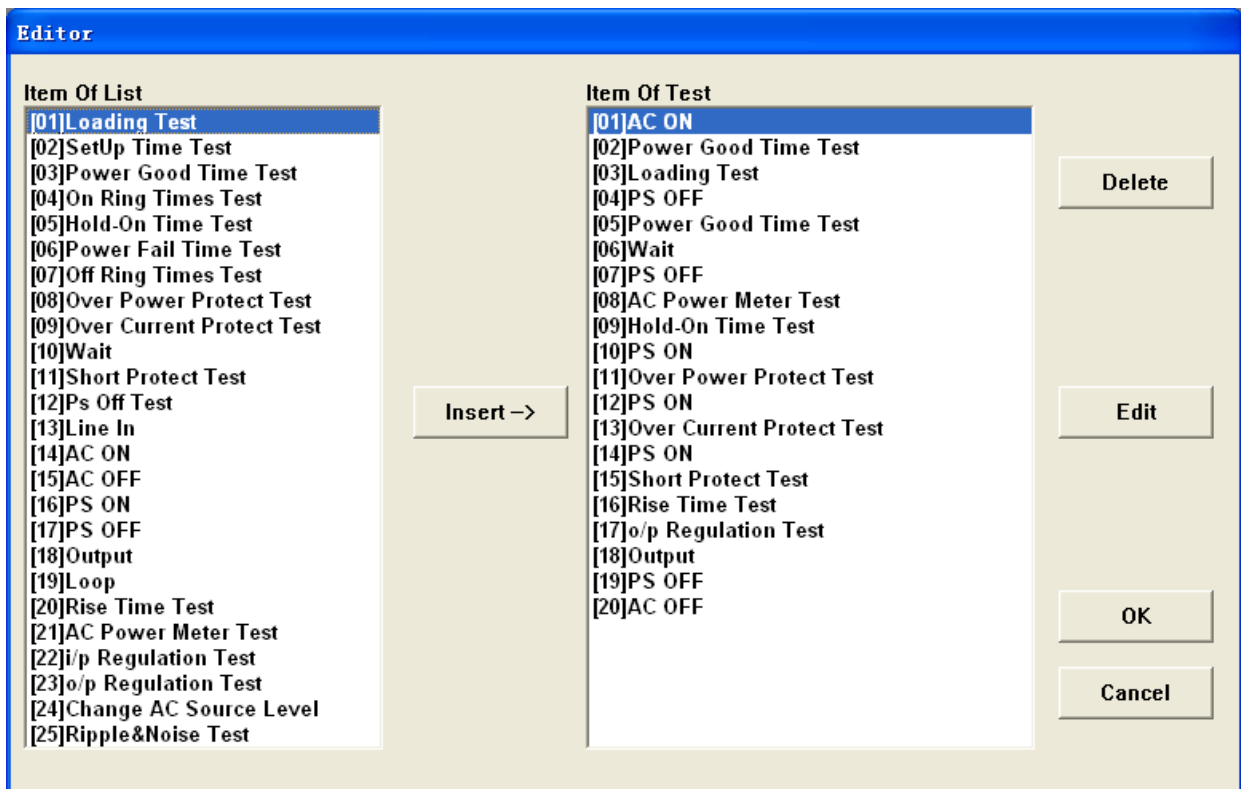 Editor
Item Of List
[01]Loading Test
[02]SetUp Time Test
[03]Power Good Time Test
[04]On Ring Times Test
[05]Hold-On Time Test
[06]Power Fail Time Test
[07]Off Ring Times Test
[08]Over Power Protect Test
[09]Over Current Protect Test
[10]Wait
[11]Short Protect Test
[12]Ps Off Test
[13]Line In
[14]AC ON
[15]AC OFF
[16]PS ON
[17]PS OFF
[18]Output
[19]Loop
[20]Rise Time Test
[21]AC Power Meter Test
[22]i/p Regulation Test
[23]o/p Regulation Test
[24]Change AC Source Level
[25]Ripple&Noise Test
Insert -->
Item Of Test
[01]AC ON
[02]Power Good Time Test
[03]Loading Test
[04]PS OFF
[05]Power Good Time Test
[06]Wait
[07]PS OFF
[08]AC Power Meter Test
[09]Hold-On Time Test
[10]PS ON
[11]Over Power Protect Test
[12]PS ON
[13]Over Current Protect Test
[14]PS ON
[15]Short Protect Test
[16]Rise Time Test
[17]o/p Regulation Test
[18]Output
[19]PS OFF
[20]AC OFF
Delete
Edit
OK
Cancel